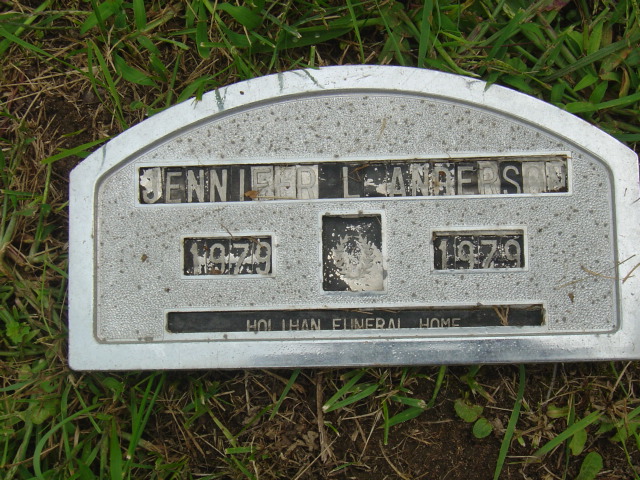 JENNIFER L ANDERSON
1979 1979
HOLIHAN FUNERAL HOME